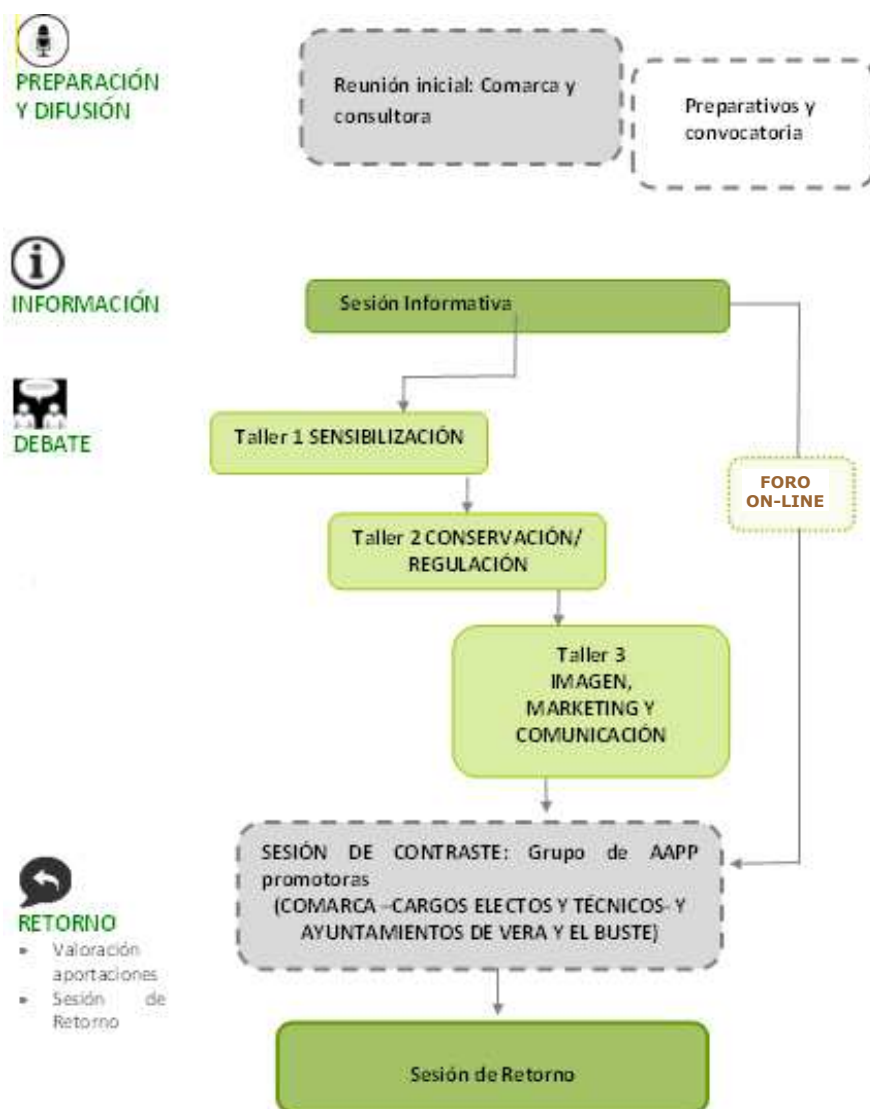 PREPARACIÓN
Y DIFUSIÓN
Reunión inicial: Comarca y
consultora
Preparativos y
convocatoria
INFORMACIÓN
Sesión Informativa
DEBATE
Taller 1 SENSIBILIZACIÓN
FORO
ON-LINE
Taller 2 CONSERVACIÓN/
REGULACIÓN
Taller 3
IMAGEN,
MARKETING Y
COMUNICACIÓN
SESIÓN DE CONTRASTE: Grupo de AAPP
promotoras
(COMARCA –CARGOS ELECTOS Y TÉCNICOS- Y
AYUNTAMIENTOS DE VERA Y EL BUSTE)
RETORNO
• Valoración
aportaciones
• Sesión de
Retorno
Sesión de Retorno